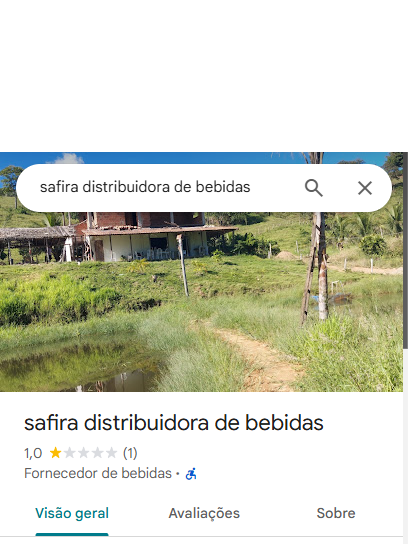 safira distribuidora de bebidas
safira distribuidora de bebidas
1,0 (1)
Fornecedor de bebidas ·
Visão geral Avaliações Sobre